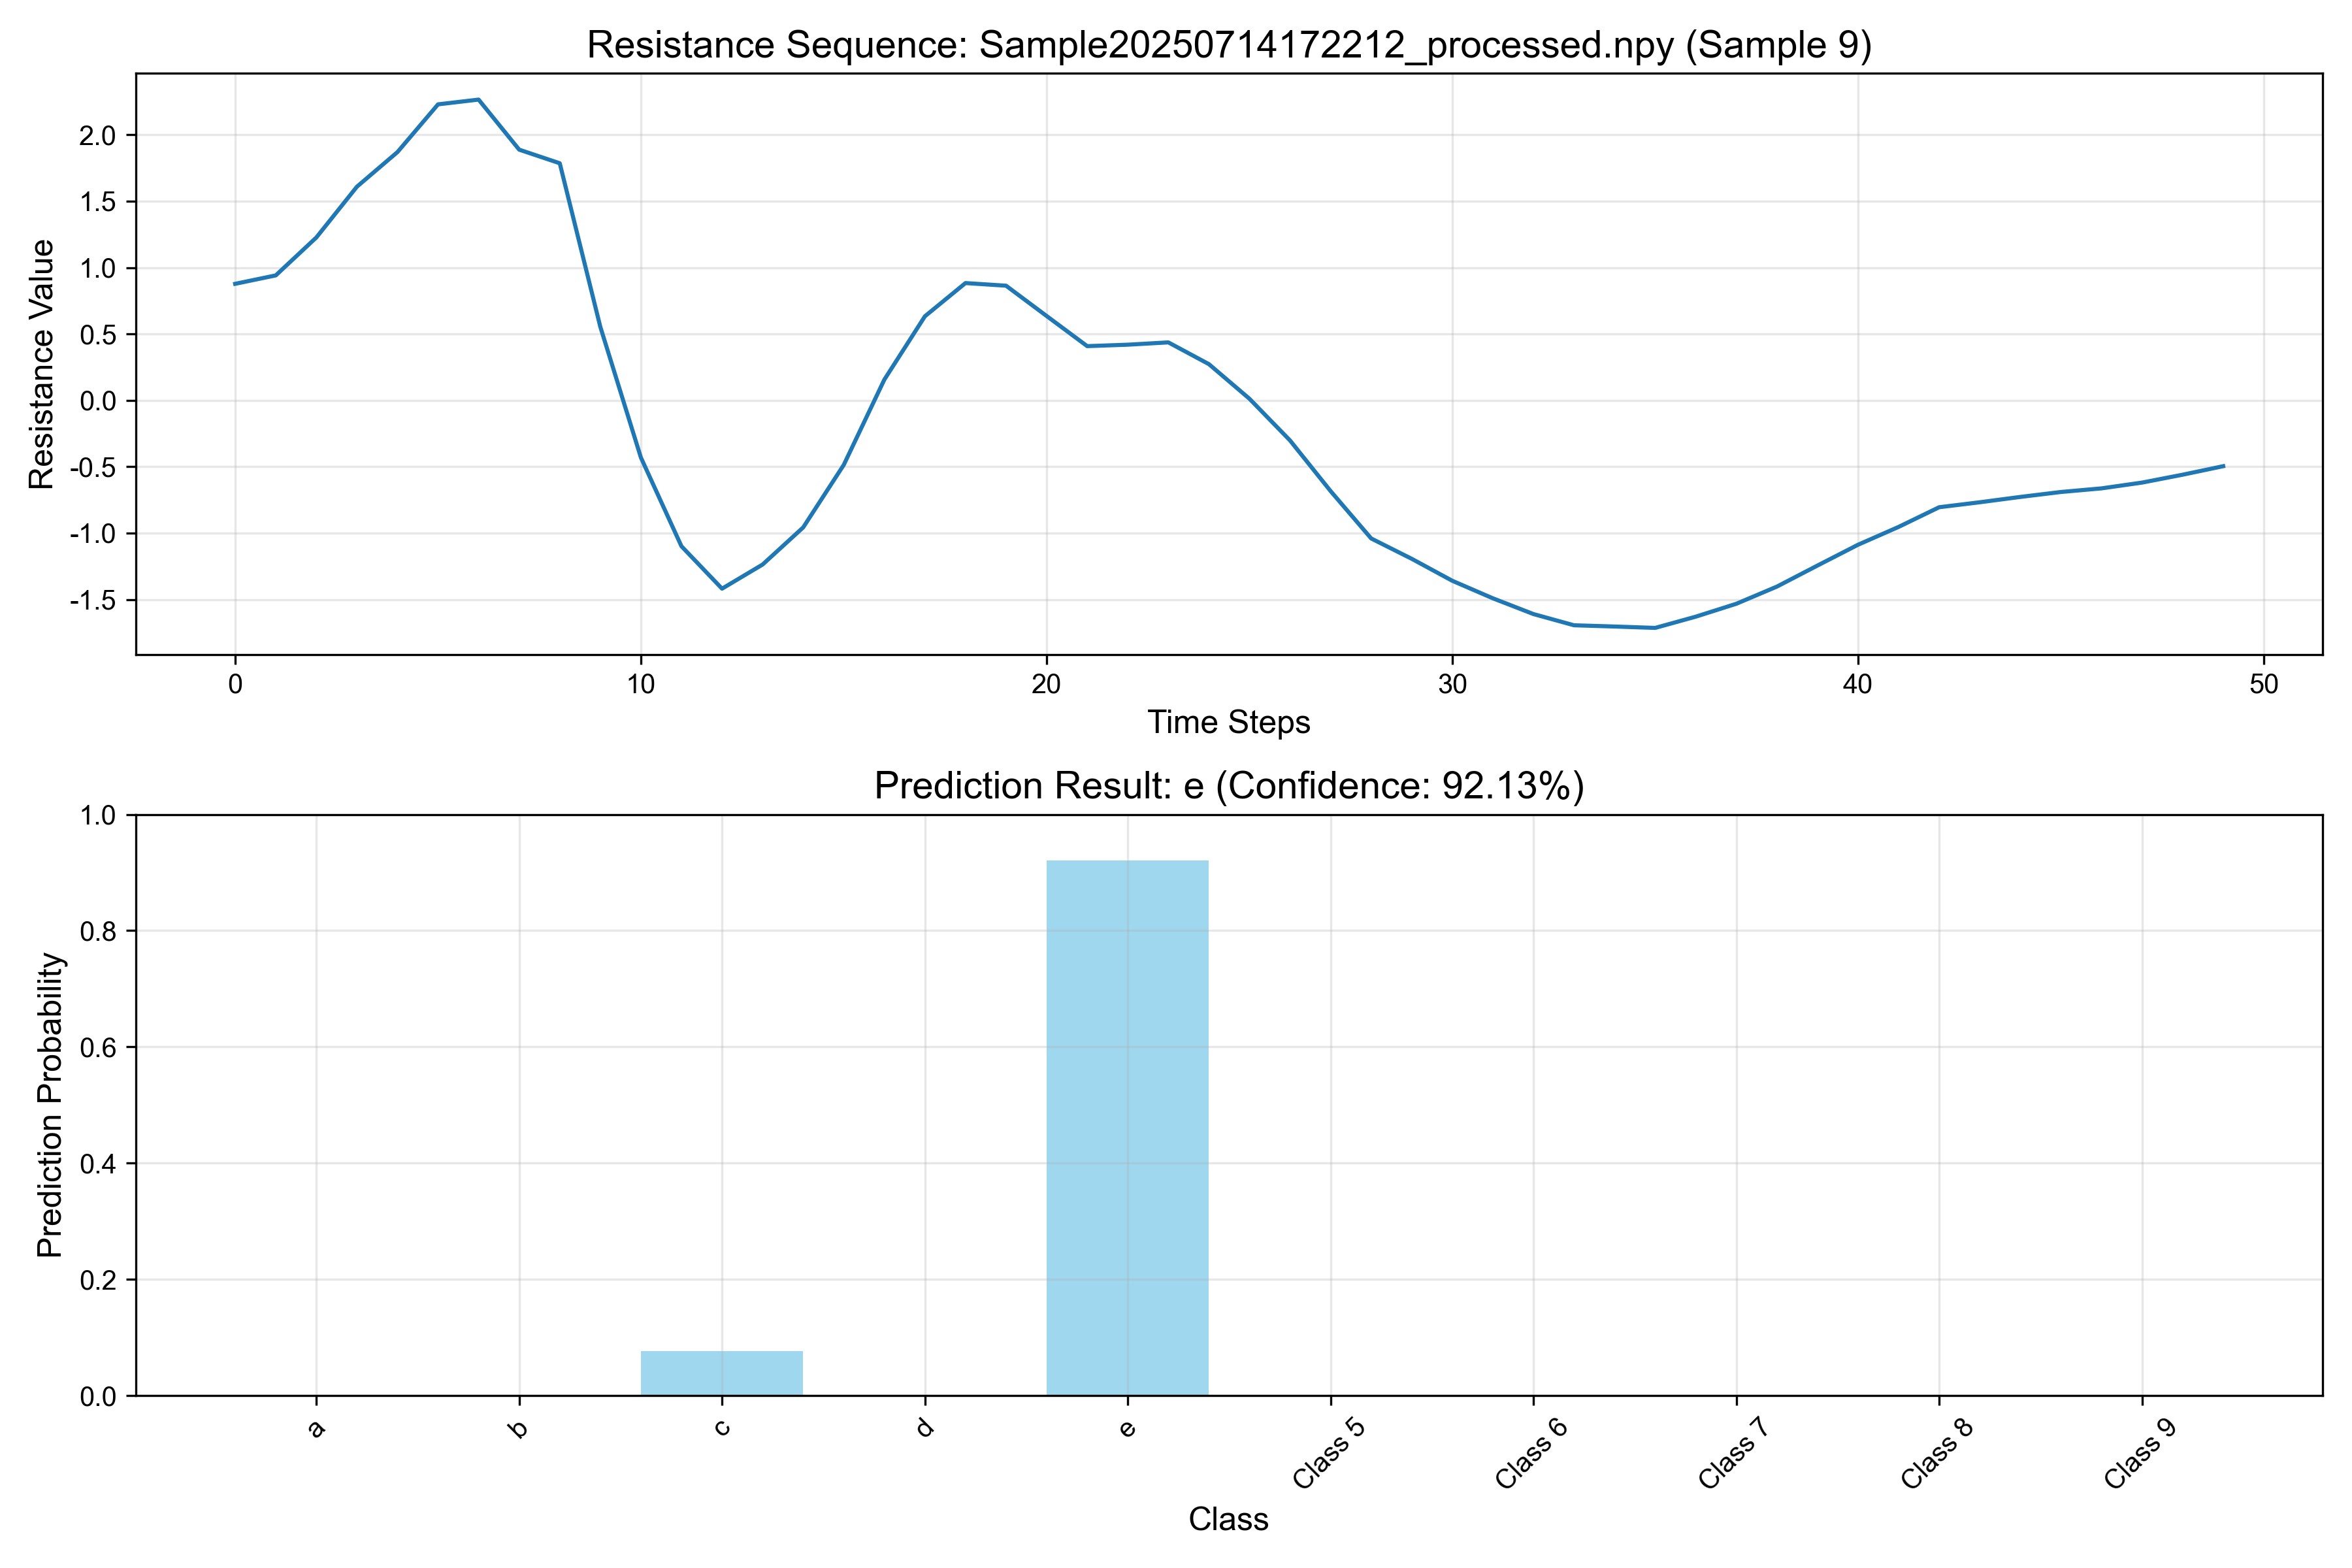 Resistance Sequence: Sample20250714172212_processed.npy (Sample 9)
Resistance Value
2.0
1.5
1.0
0.5
0.0
-0.5
-1.0
-1.5
0 10 20 30 40 50
Time Steps
Prediction Result: e (Confidence: 92.13%)
Prediction Probability
1.0
0.8
0.6
0.4
0.2
0.0
a b c d e Class 5 Class 6 Class 7 Class 8 Class 9
Class